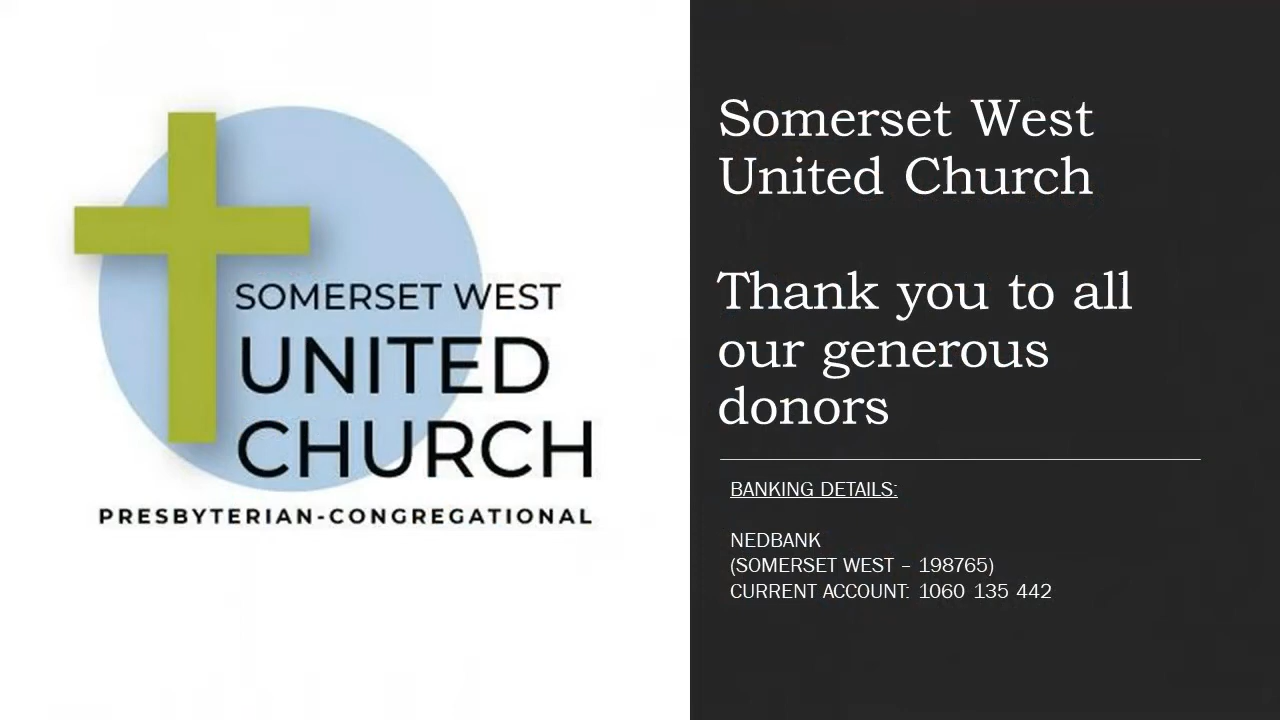 SOMERSET WEST
UNITED
CHURCH
PRESBYTERIAN-CONGREGATIONAL
Somerset West
United Church
Thank you to all
our generous
donors
BANKING DETAILS:
NEDBANK
(SOMERSET WEST – 198765)
CURRENT ACCOUNT: 1060 135 442